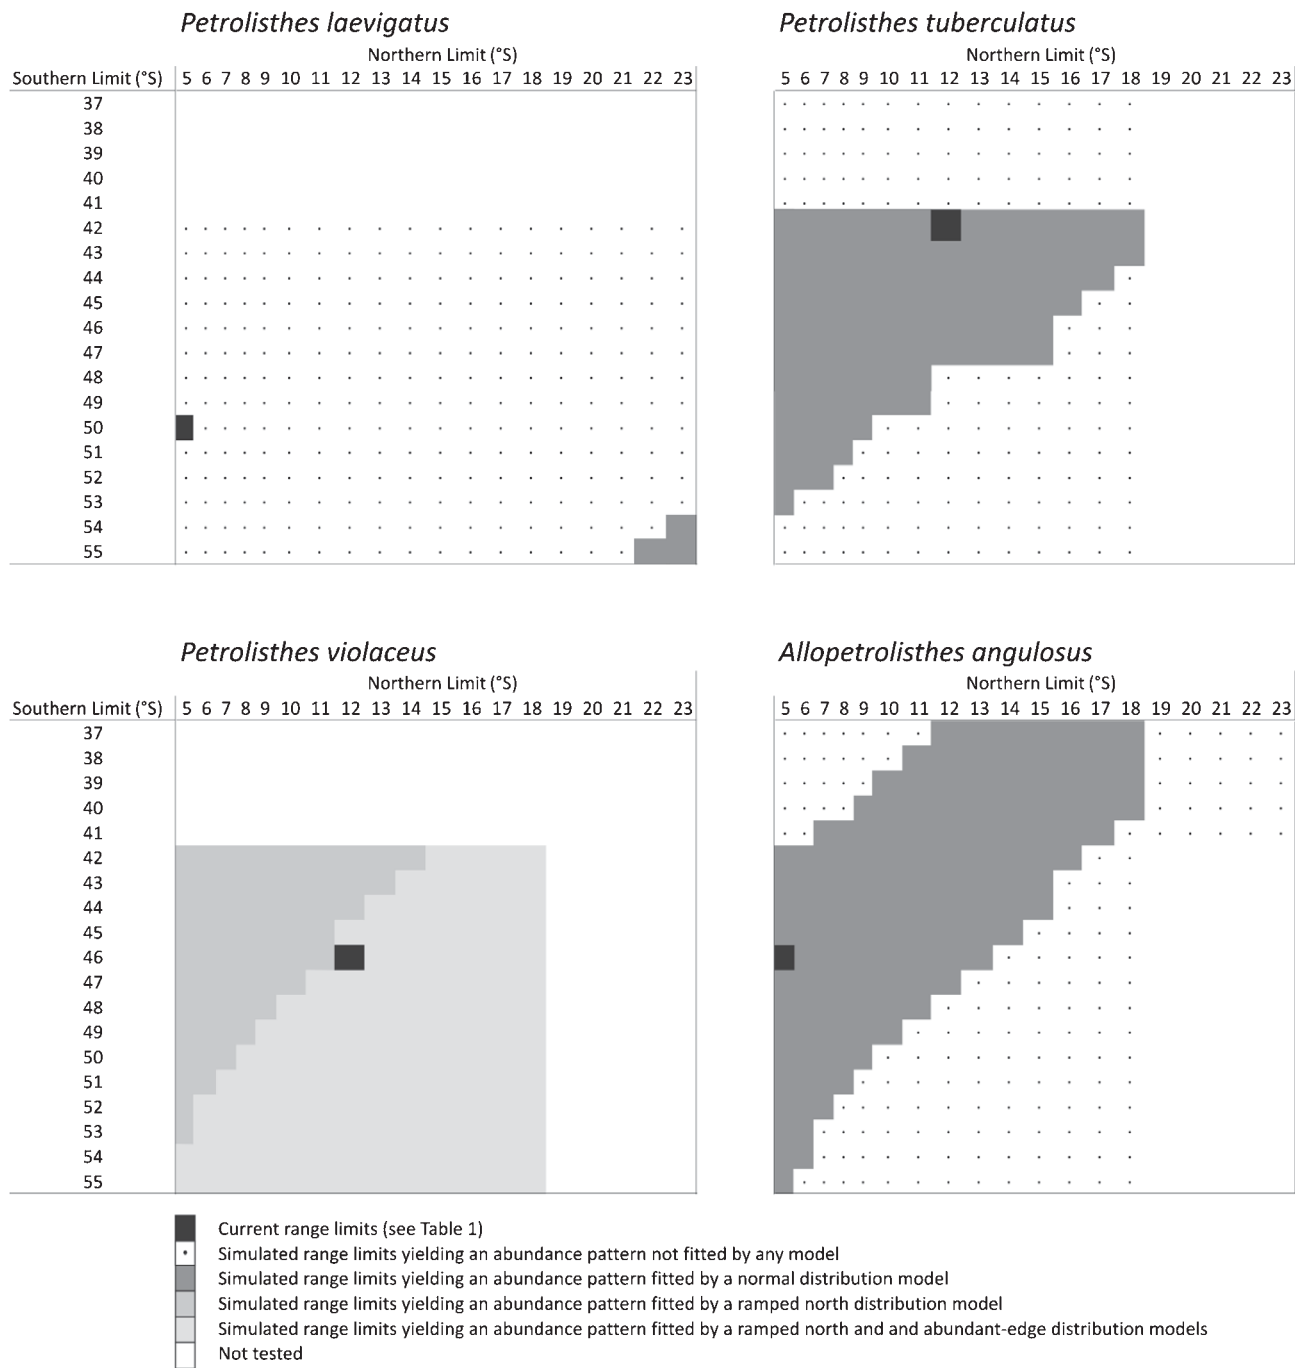 Petrolisthes laevigatus
Northern Limit (°S)
Southern Limit (°S) 5 6 7 8 9 10 11 12 13 14 15 16 17 18 19 20 21 22 23
37
38
39
40
41
42
43
44
45
46
47
48
49
50
51
52
53
54
55
Petrolisthes tuberculatus
Northern Limit (°S)
5 6 7 8 9 10 11 12 13 14 15 16 17 18 19 20 21 22 23
Petrolisthes violaceus
Northern Limit (°S)
Southern Limit (°S) 5 6 7 8 9 10 11 12 13 14 15 16 17 18 19 20 21 22 23
37
38
39
40
41
42
43
44
45
46
47
48
49
50
51
52
53
54
55
Allopetrolisthes angulosus
Northern Limit (°S)
5 6 7 8 9 10 11 12 13 14 15 16 17 18 19 20 21 22 23
Current range limits (see Table 1)
Simulated range limits yielding an abundance pattern not fitted by any model
Simulated range limits yielding an abundance pattern fitted by a normal distribution model
Simulated range limits yielding an abundance pattern fitted by a ramped north distribution model
Simulated range limits yielding an abundance pattern fitted by a ramped north and and abundant-edge distribution models
Not tested